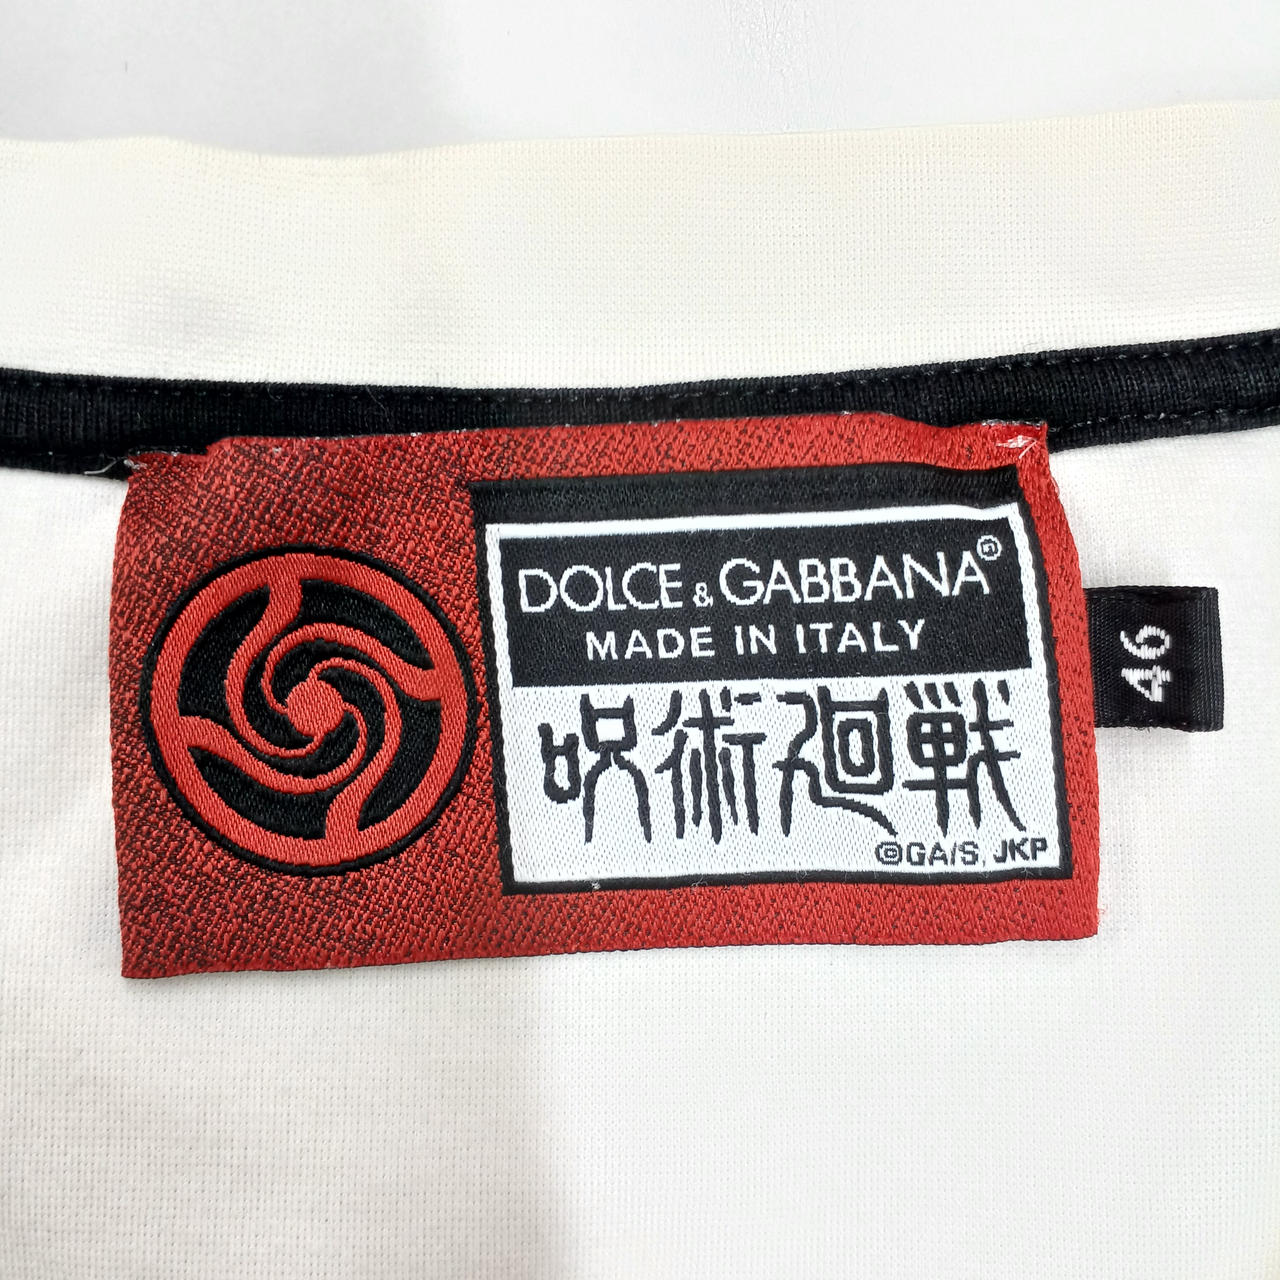 DOLCE & GABBANA®
MADE IN ITALY
呪術廻戦
©GA/S, JKP
46